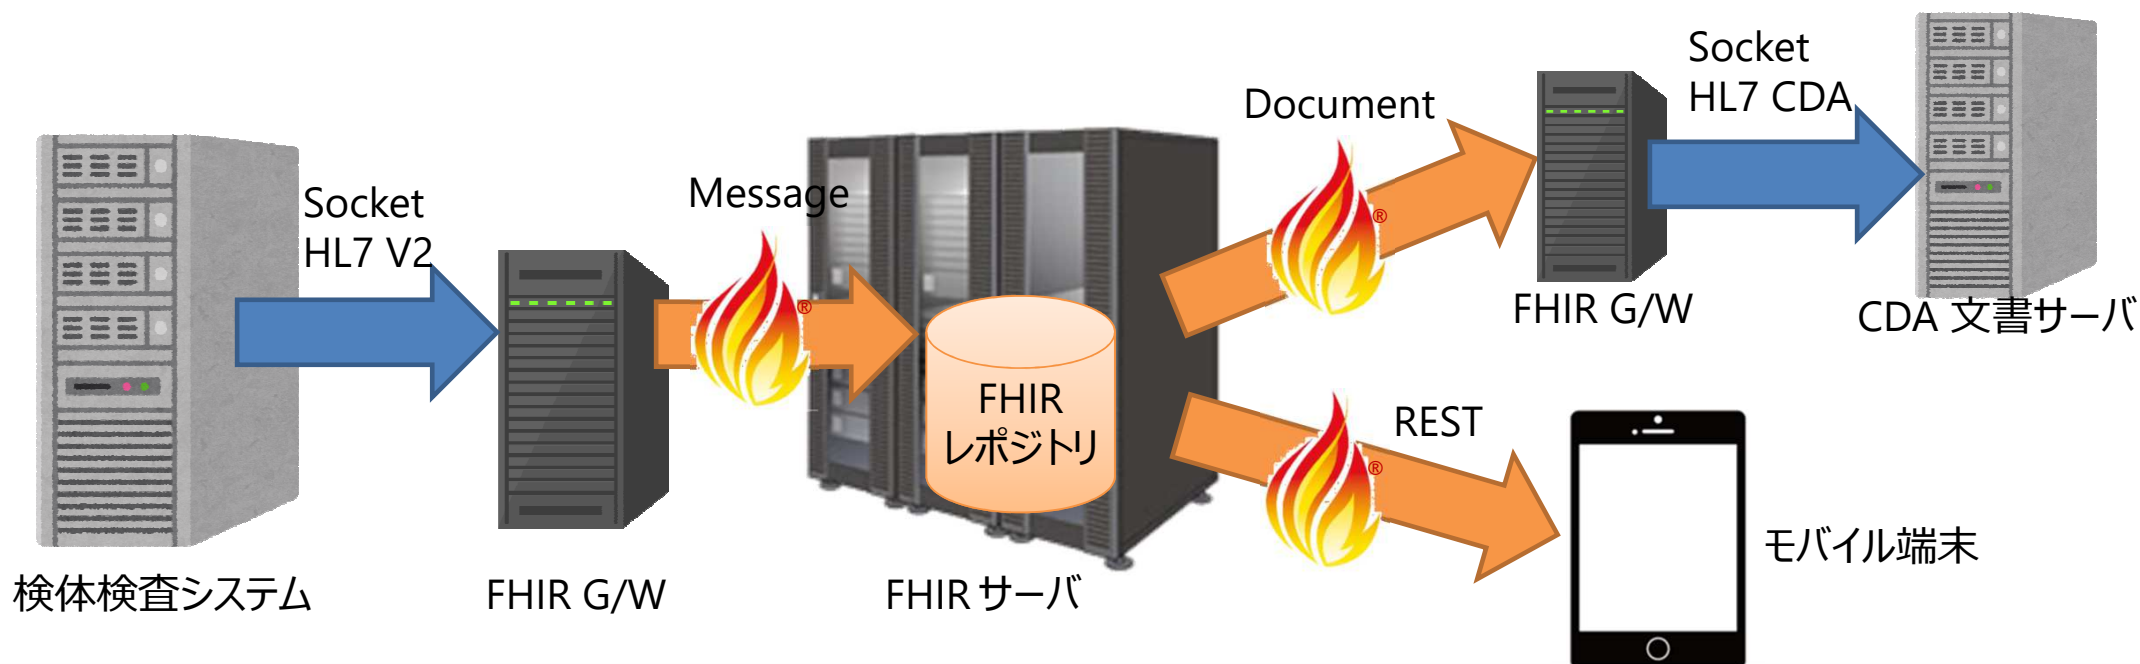 Socket
HL7 V2
Message
Document
Socket
HL7 CDA
®
®
®
REST
FHIR
レポジトリ
検体検査システム
FHIR G/W
FHIR サーバ
FHIR G/W
CDA 文書サーバ
モバイル端末